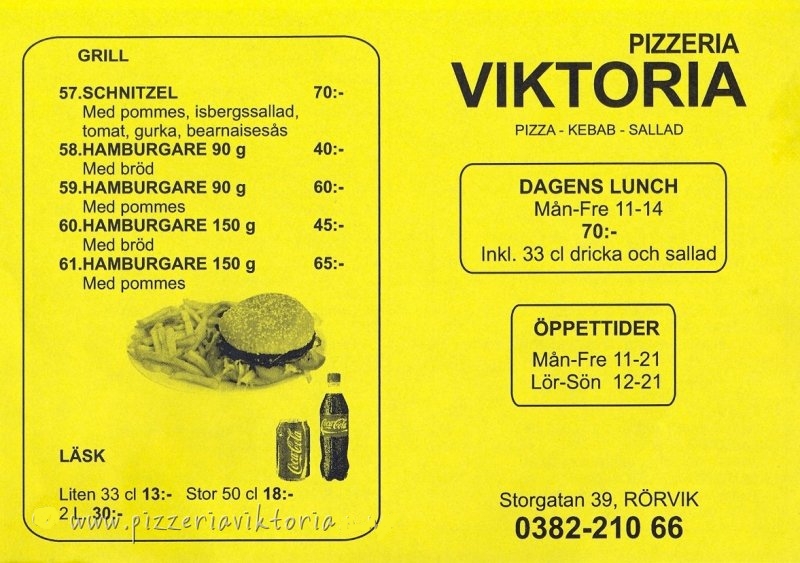 GRILL
57.SCHNITZEL 70:-
Med pommes, isbergssallad,
tomat, gurka, bearnaisesås
58.HAMBURGARE 90 g 40:-
Med bröd
59.HAMBURGARE 90 g 60:-
Med pommes
60.HAMBURGARE 150 g 45:-
Med bröd
61.HAMBURGARE 150 g 65:-
Med pommes
Coca-Cola
Coca-Cola
LÄSK
Liten 33 cl 13:- Stor 50 cl 18:-
2 L 30:-
www.pizzeriaviktoria
PIZZERIA
VIKTORIA
PIZZA - KEBAB - SALLAD
DAGENS LUNCH
Mån-Fre 11-14
70:-
Inkl. 33 cl dricka och sallad
ÖPPETTIDER
Mån-Fre 11-21
Lör-Sön 12-21
Storgatan 39, RÖRVIK
0382-210 66